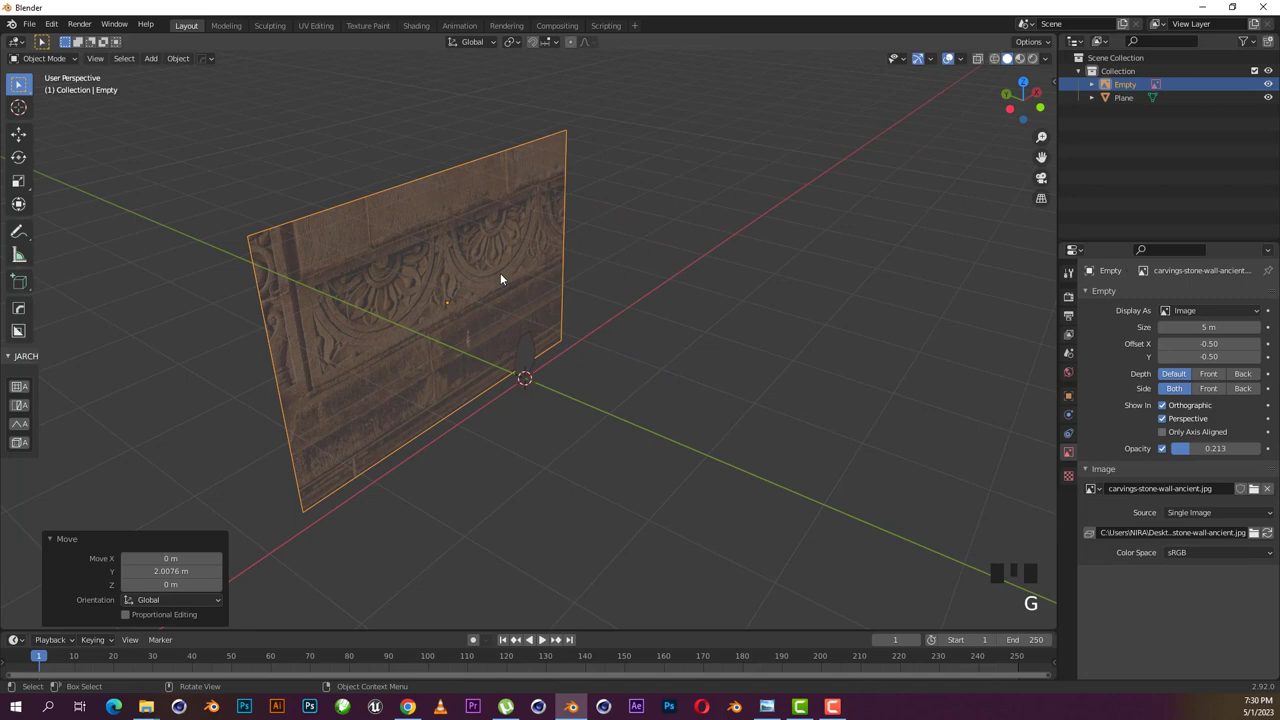 Blender
File Edit Render Window Help Layout Modeling Sculpting UV Editing Texture Paint Shading Animation Rendering Compositing Scripting + Scene View Layer
Global Options
Object Mode View Select Add Object
User Perspective
(1) Collection | Empty
Scene Collection
Collection
Empty
Plane
Z
Y X
JARCH
Empty carvings-stone-wall-ancient...
Empty
Display As Image
Size 5 m
Offset X -0.50
Y -0.50
Depth Default Front Back
Side Both Front Back
Show In Orthographic
Perspective
Only Axis Aligned
Opacity 0.213
Image
carvings-stone-wall-ancient.jpg
Source Single Image
C:\Users\NIRA\Deskt...stone-wall-ancient.jpg
Color Space sRGB
Move
Move X 0 m
Y 2.0076 m
Z 0 m
Orientation Global
Proportional Editing
G
Playback Keying View Marker 1 Start 1 End 250
1 10 20 30 40 50 60 70 80 90 100 110 120 130 140 150 160 170 180 190 200 210 220 230 240 250
Select Box Select Rotate View Object Context Menu 2.92.0
7:30 PM
5/1/2023